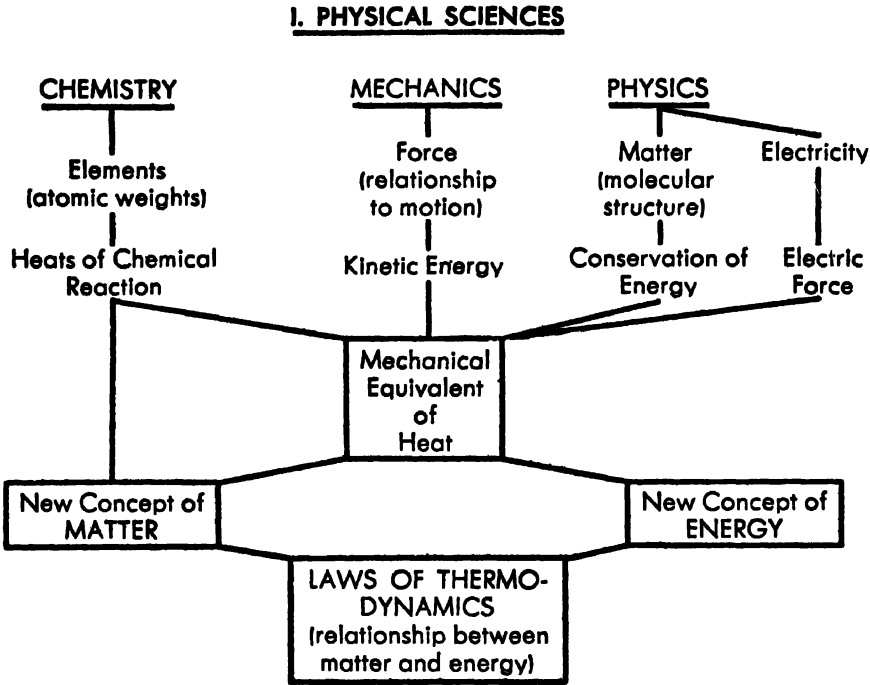 I. PHYSICAL SCIENCES
CHEMISTRY
MECHANICS
PHYSICS
Elements
(atomic weights)
Force
(relationship
to motion)
Matter
(molecular
structure)
Electricity
Heats of Chemical
Reaction
Kinetic Energy
Conservation of
Energy
Electric
Force
Mechanical
Equivalent
of
Heat
New Concept of
MATTER
New Concept of
ENERGY
LAWS OF THERMO-
DYNAMICS
(relationship between
matter and energy)